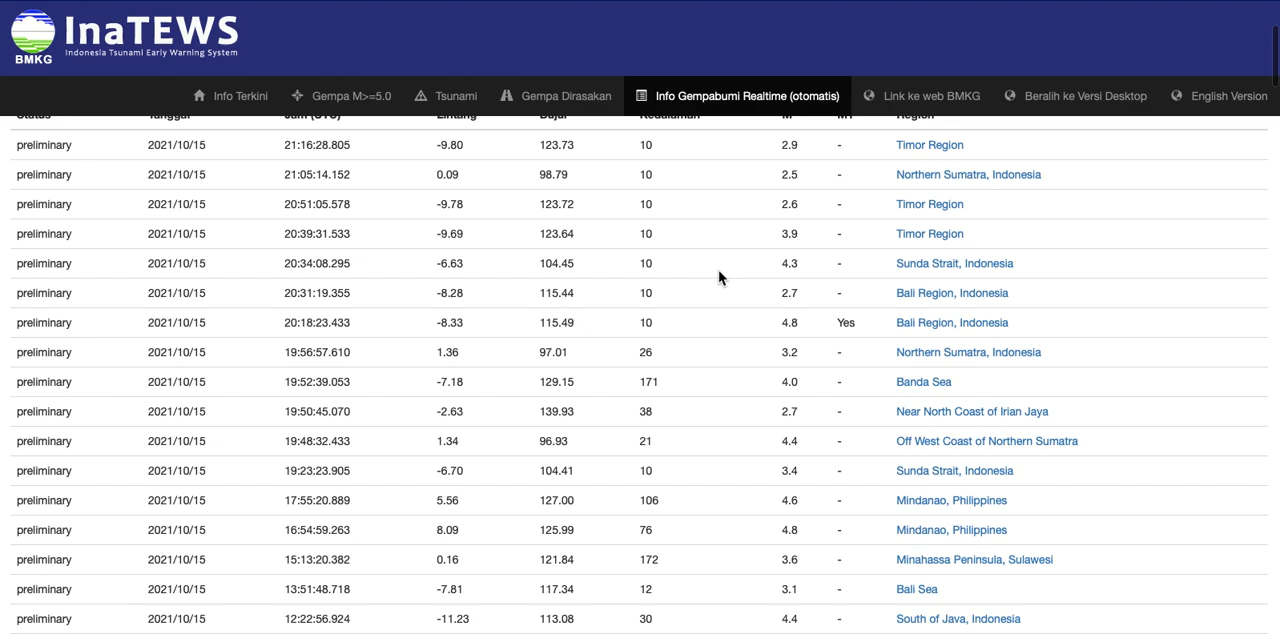 InaTEWS
Indonesia Tsunami Early Warning System
BMKG
Info Terkini Gempa M>=5.0 Tsunami Gempa Dirasakan Info Gempabumi Realtime (otomatis) Link ke web BMKG Beralih ke Versi Desktop English Version
Status Tanggal Jam (UTC) Lintang Bujur Kedalaman M MT Region
preliminary 2021/10/15 21:16:28.805 -9.80 123.73 10 2.9 - Timor Region
preliminary 2021/10/15 21:05:14.152 0.09 98.79 10 2.5 - Northern Sumatra, Indonesia
preliminary 2021/10/15 20:51:05.578 -9.78 123.72 10 2.6 - Timor Region
preliminary 2021/10/15 20:39:31.533 -9.69 123.64 10 3.9 - Timor Region
preliminary 2021/10/15 20:34:08.295 -6.63 104.45 10 4.3 - Sunda Strait, Indonesia
preliminary 2021/10/15 20:31:19.355 -8.28 115.44 10 2.7 - Bali Region, Indonesia
preliminary 2021/10/15 20:18:23.433 -8.33 115.49 10 4.8 Yes Bali Region, Indonesia
preliminary 2021/10/15 19:56:57.610 1.36 97.01 26 3.2 - Northern Sumatra, Indonesia
preliminary 2021/10/15 19:52:39.053 -7.18 129.15 171 4.0 - Banda Sea
preliminary 2021/10/15 19:50:45.070 -2.63 139.93 38 2.7 - Near North Coast of Irian Jaya
preliminary 2021/10/15 19:48:32.433 1.34 96.93 21 4.4 - Off West Coast of Northern Sumatra
preliminary 2021/10/15 19:23:23.905 -6.70 104.41 10 3.4 - Sunda Strait, Indonesia
preliminary 2021/10/15 17:55:20.889 5.56 127.00 106 4.6 - Mindanao, Philippines
preliminary 2021/10/15 16:54:59.263 8.09 125.99 76 4.8 - Mindanao, Philippines
preliminary 2021/10/15 15:13:20.382 0.16 121.84 172 3.6 - Minahassa Peninsula, Sulawesi
preliminary 2021/10/15 13:51:48.718 -7.81 117.34 12 3.1 - Bali Sea
preliminary 2021/10/15 12:22:56.924 -11.23 113.08 30 4.4 - South of Java, Indonesia